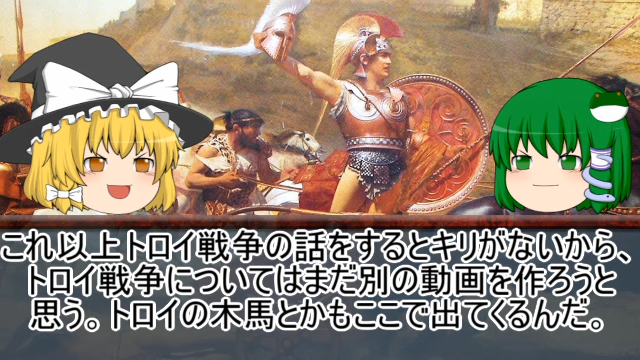 これ以上トロイ戦争の話をするとキリがないから、
トロイ戦争についてはまだ別の動画を作ろうと
思う。トロイの木馬とかもここで出てくるんだ。